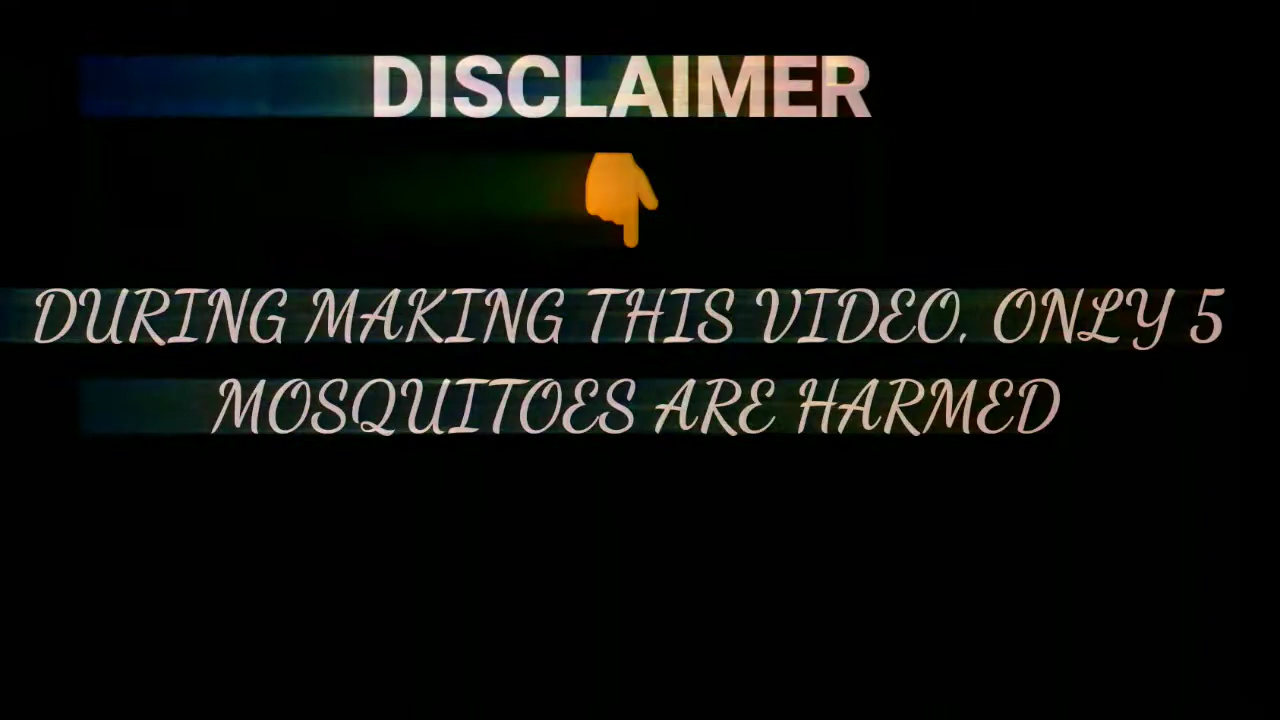 DISCLAIMER
👇
DURING MAKING THIS VIDEO. ONLY 5
MOSQUITOES ARE HARMED